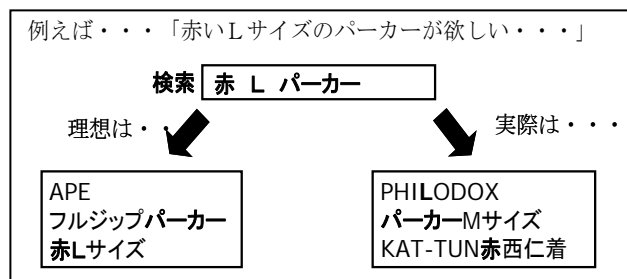 例えば・・・「赤いLサイズのパーカーが欲しい・・・」
検索 赤 L パーカー
理想は・・
実際は・・・
APE
フルジップパーカー
赤Lサイズ
PHILODOX
パーカーMサイズ
KAT-TUN赤西仁着